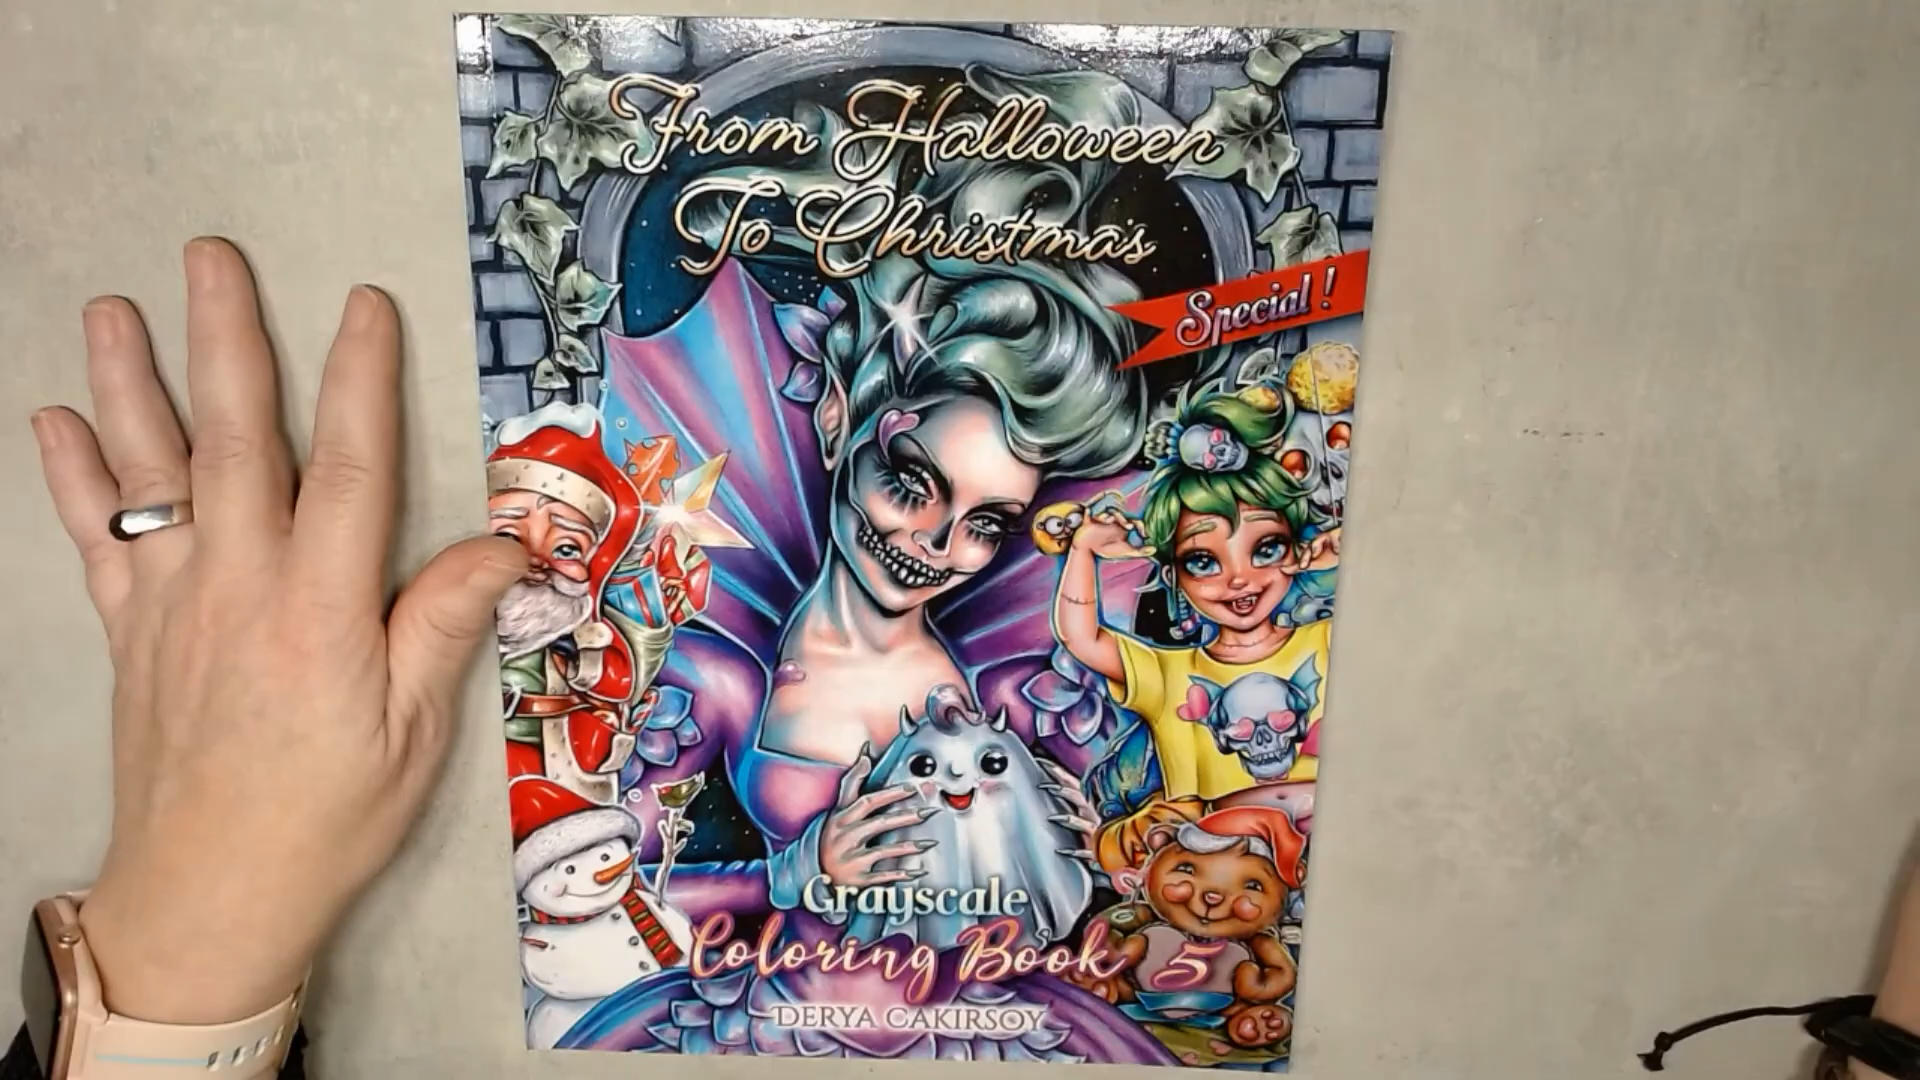 From Halloween
To Christmas
Special!
Grayscale
Coloring Book 5
DERYA CAKIRSOY